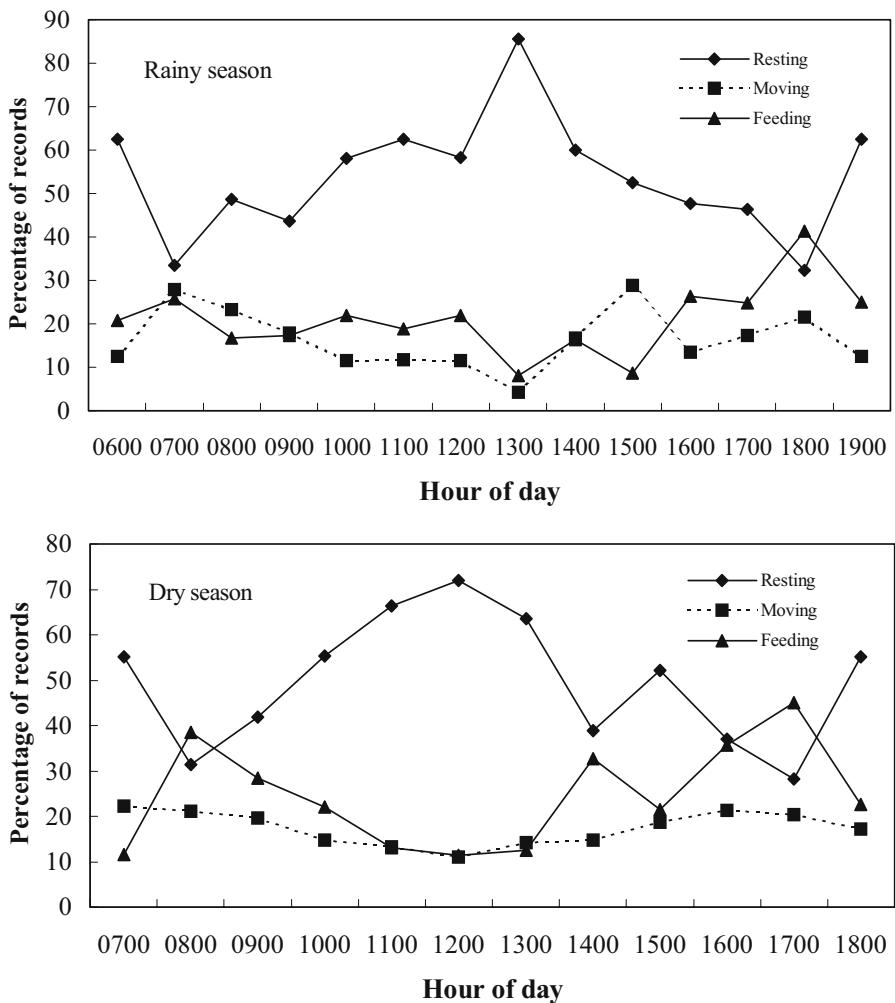 90
80
70
60
50
40
30
20
10
0
Percentage of records
Rainy season
Resting
Moving
Feeding
0600 0700 0800 0900 1000 1100 1200 1300 1400 1500 1600 1700 1800 1900
Hour of day
80
70
60
50
40
30
20
10
0
Percentage of records
Dry season
Resting
Moving
Feeding
0700 0800 0900 1000 1100 1200 1300 1400 1500 1600 1700 1800
Hour of day